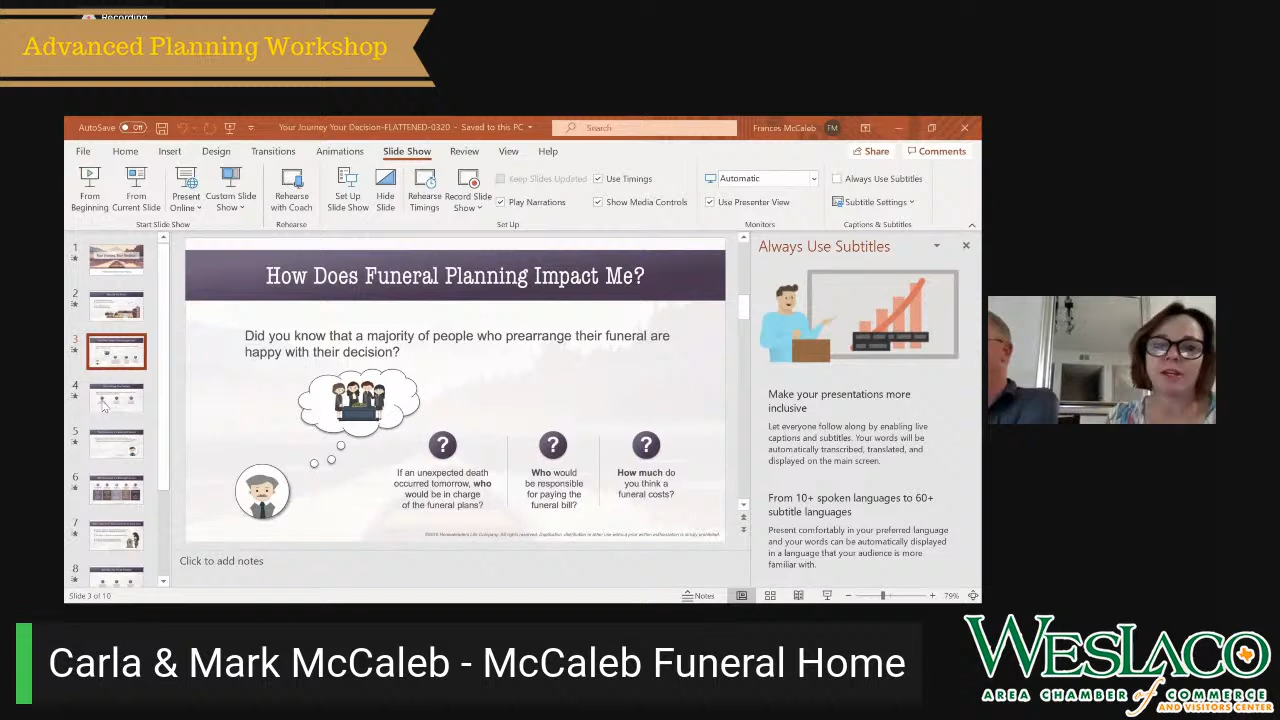 Recording
Advanced Planning Workshop
AutoSave Off
Your Journey Your Decision-FLATTENED-0320 - Saved to this PC
Search
Frances McCaleb FM
File Home Insert Design Transitions Animations Slide Show Review View Help
Share Comments
From Beginning
From Current Slide
Present Online
Custom Slide Show
Rehearse with Coach
Set Up Slide Show
Hide Slide
Rehearse Timings
Record Slide Show
Keep Slides Updated
Use Timings
Play Narrations
Show Media Controls
Automatic
Use Presenter View
Always Use Subtitles
Subtitle Settings
Start Slide Show Rehearse Set Up Monitors Captions & Subtitles
1
2
3
4
5
6
7
8
How Does Funeral Planning Impact Me?
Did you know that a majority of people who prearrange their funeral are
happy with their decision?
?
If an unexpected death
occurred tomorrow, who
would be in charge
of the funeral plans?
?
Who would
be responsible
for paying the
funeral bill?
?
How much do
you think a
funeral costs?
Click to add notes
Always Use Subtitles
Make your presentations more
inclusive
Let everyone follow along by enabling live
captions and subtitles. Your words will be
automatically transcribed, translated, and
displayed on the main screen.
From 10+ spoken languages to 60+
subtitle languages
Present comfortably in your preferred language
and your words can be automatically displayed
in a language that your audience is more
familiar with.
Slide 3 of 10
Notes
79%
Carla & Mark McCaleb - McCaleb Funeral Home
WESLACO
AREA CHAMBER of COMMERCE
AND VISITORS CENTER